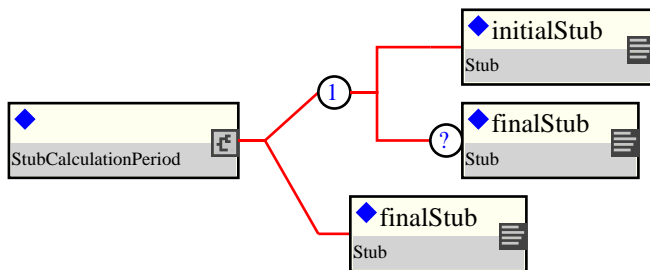 initialStub
Stub
1
StubCalculationPeriod
?
finalStub
Stub
finalStub
Stub